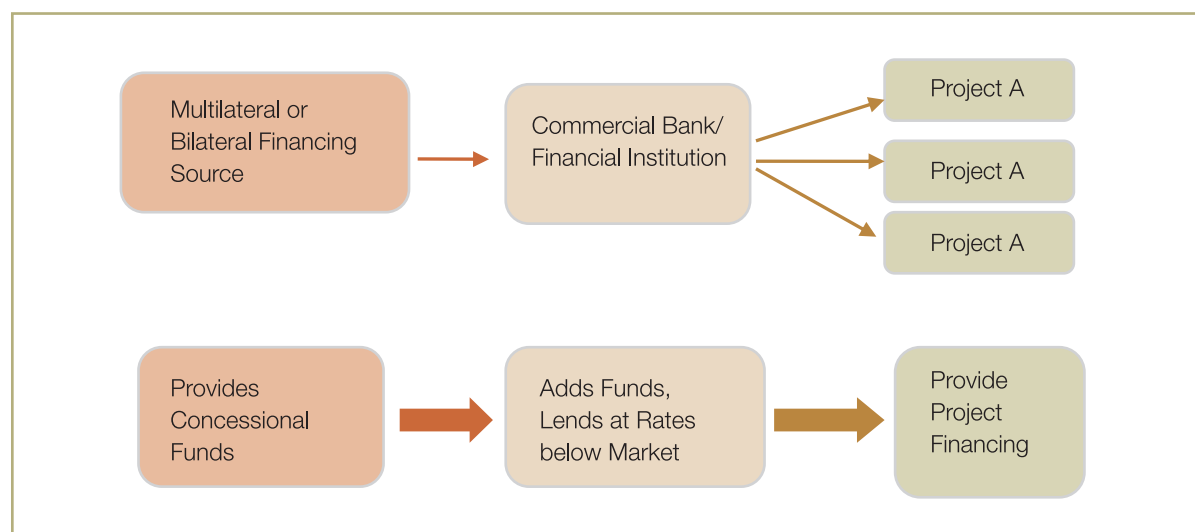 Multilateral or
Bilateral Financing
Source
Commercial Bank/
Financial Institution
Project A
Project A
Project A
Provides
Concessional
Funds
Adds Funds,
Lends at Rates
below Market
Provide
Project
Financing